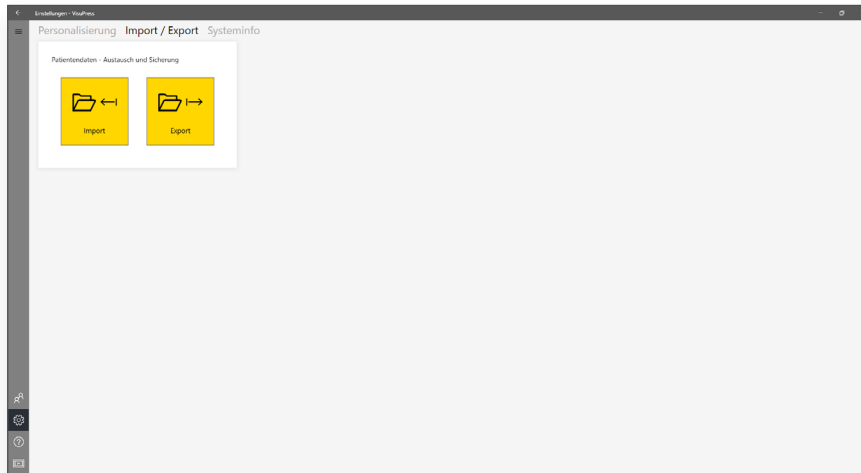 Einstellungen - VisuPress
Personalisierung Import / Export Systeminfo
Patientendaten - Austausch und Sicherung
Import Export